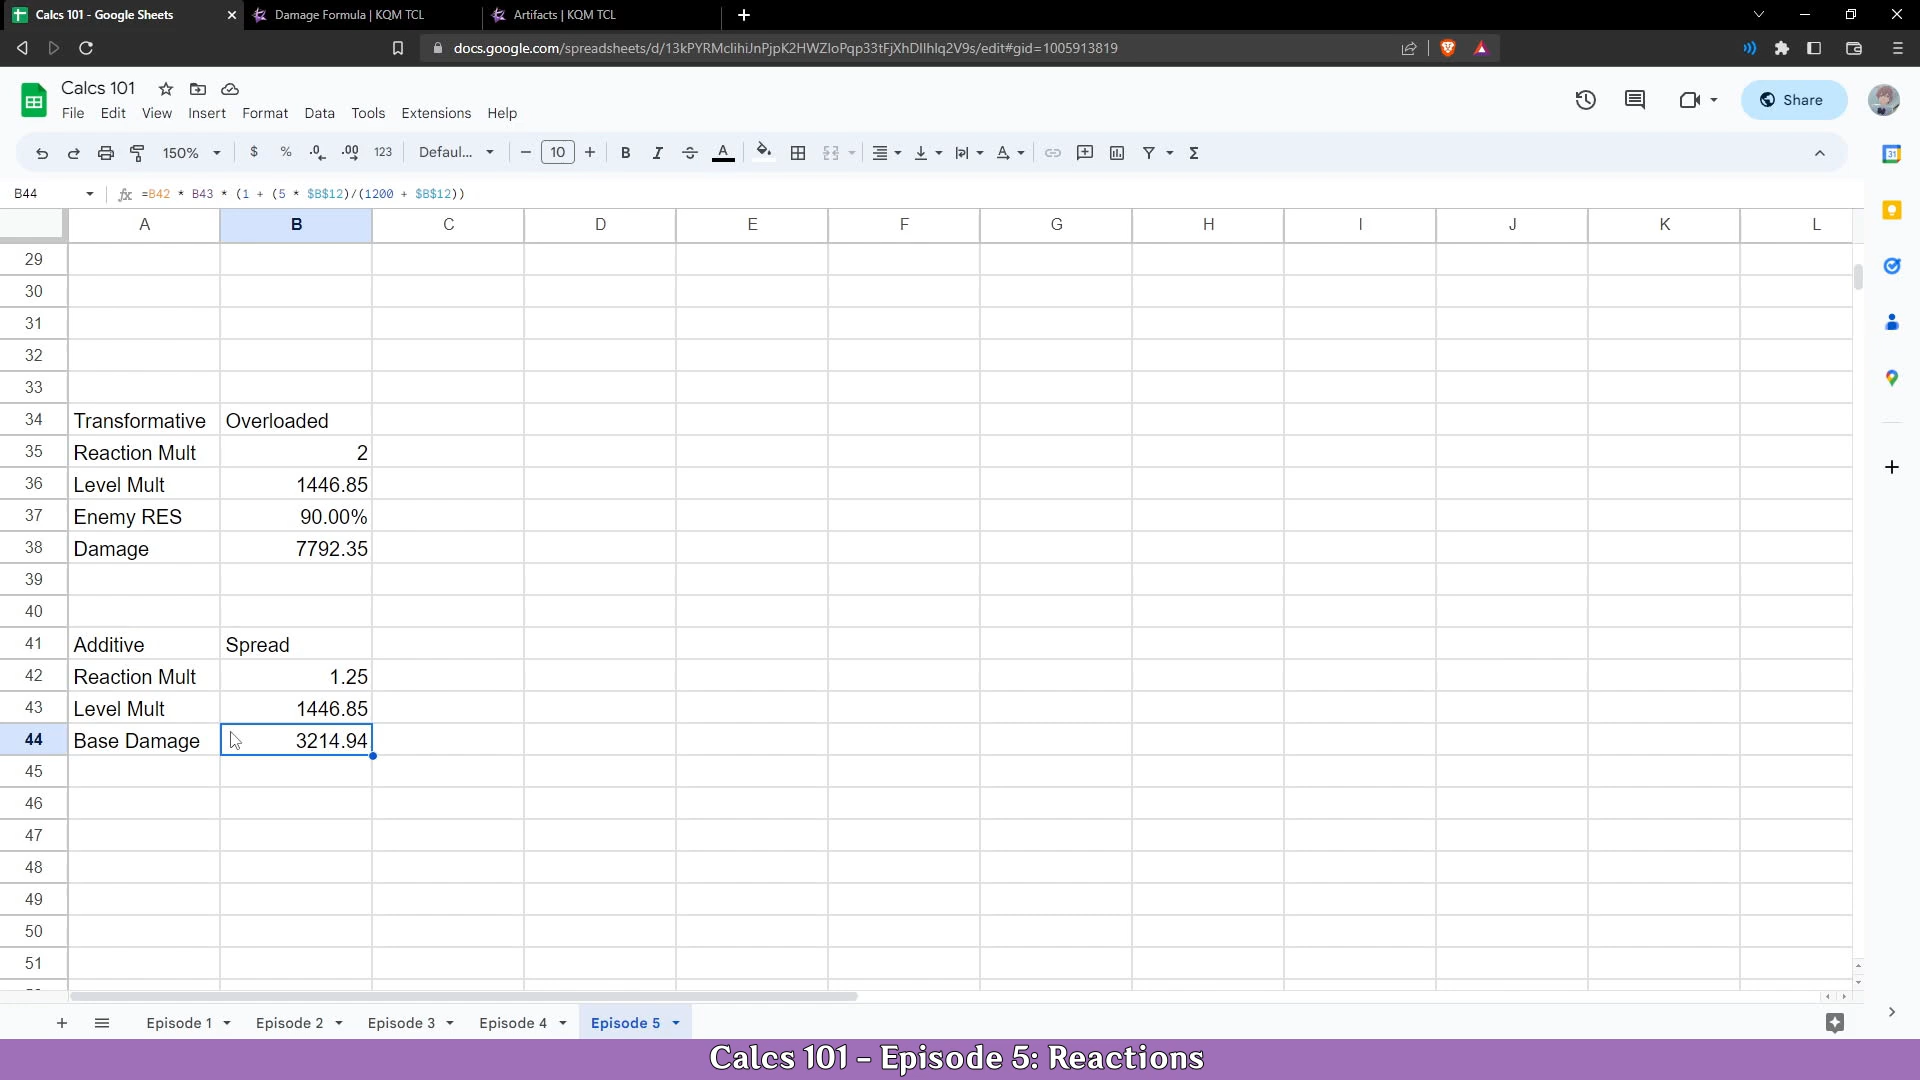 Calcs 101 - Google Sheets
Damage Formula | KQM TCL
Artifacts | KQM TCL
docs.google.com/spreadsheets/d/13kPYRMclihiJnPjpK2HWZIoPqp33tFjXhDIIhlq2V9s/edit#gid=1005913819
Calcs 101
Share
File Edit View Insert Format Data Tools Extensions Help
150% $ % .0 .00 123 Defaul... 10 B I A Σ
31
B44 fx =B42 * B43 * (1 + (5 * $B$12)/(1200 + $B$12))
A B C D E F G H I J K L
29
30
31
32
33
34 Transformative Overloaded
35 Reaction Mult 2
36 Level Mult 1446.85
37 Enemy RES 90.00%
38 Damage 7792.35
39
40
41 Additive Spread
42 Reaction Mult 1.25
43 Level Mult 1446.85
44 Base Damage 3214.94
45
46
47
48
49
50
51
Episode 1 Episode 2 Episode 3 Episode 4 Episode 5
Calcs 101 - Episode 5: Reactions